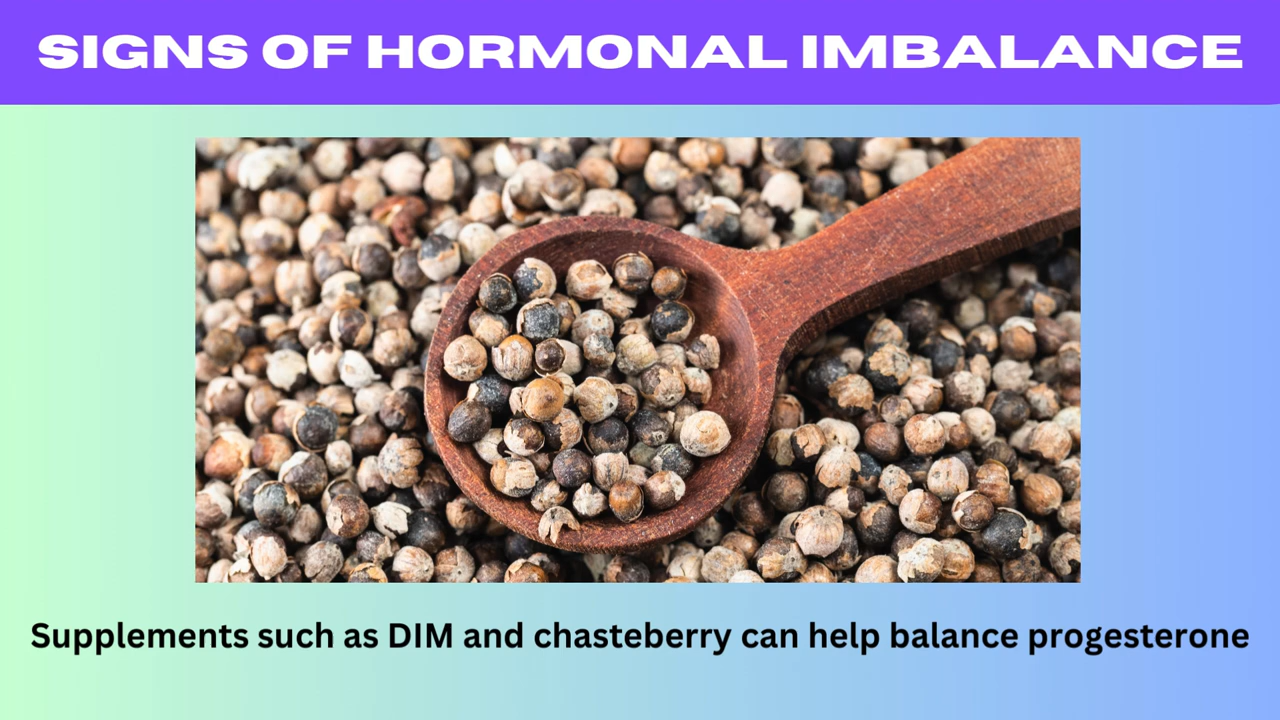 SIGNS OF HORMONAL IMBALANCE
Supplements such as DIM and chasteberry can help balance progesterone